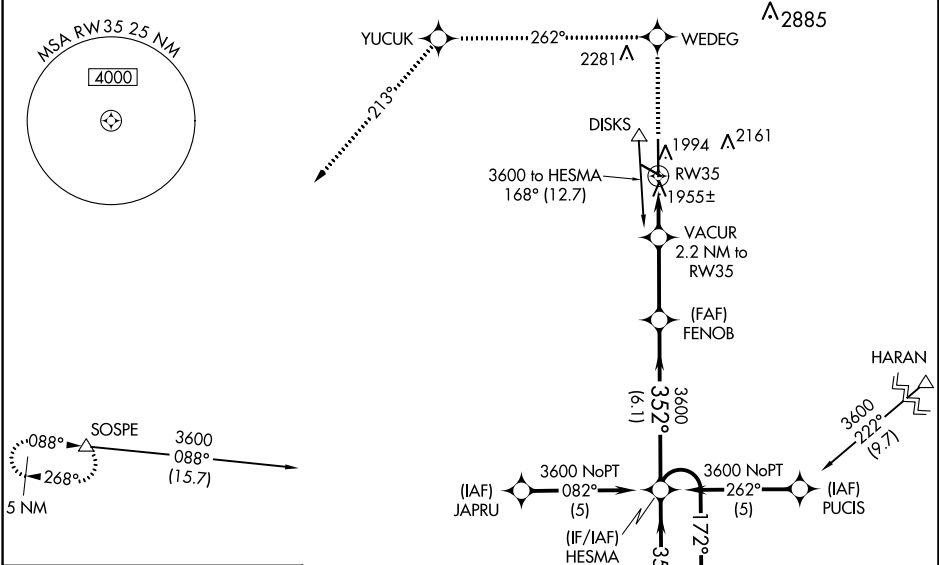 MSA RW35 25 NM
4000
YUCUK
262°
WEDEG
2885
2281
213°
DISKS
1994
2161
3600 to HESMA
168° (12.7)
RW35
1955±
VACUR
2.2 NM to
RW35
(FAF)
FENOB
HARAN
3600
352°
(6.1)
3600
222°
(9.7)
SOSPE
088°
268°
5 NM
3600
088°
(15.7)
(IAF)
JAPRU
3600 NoPT
082°
(5)
3600 NoPT
262°
(5)
(IAF)
PUCIS
(IF/IAF)
HESMA
172°
35